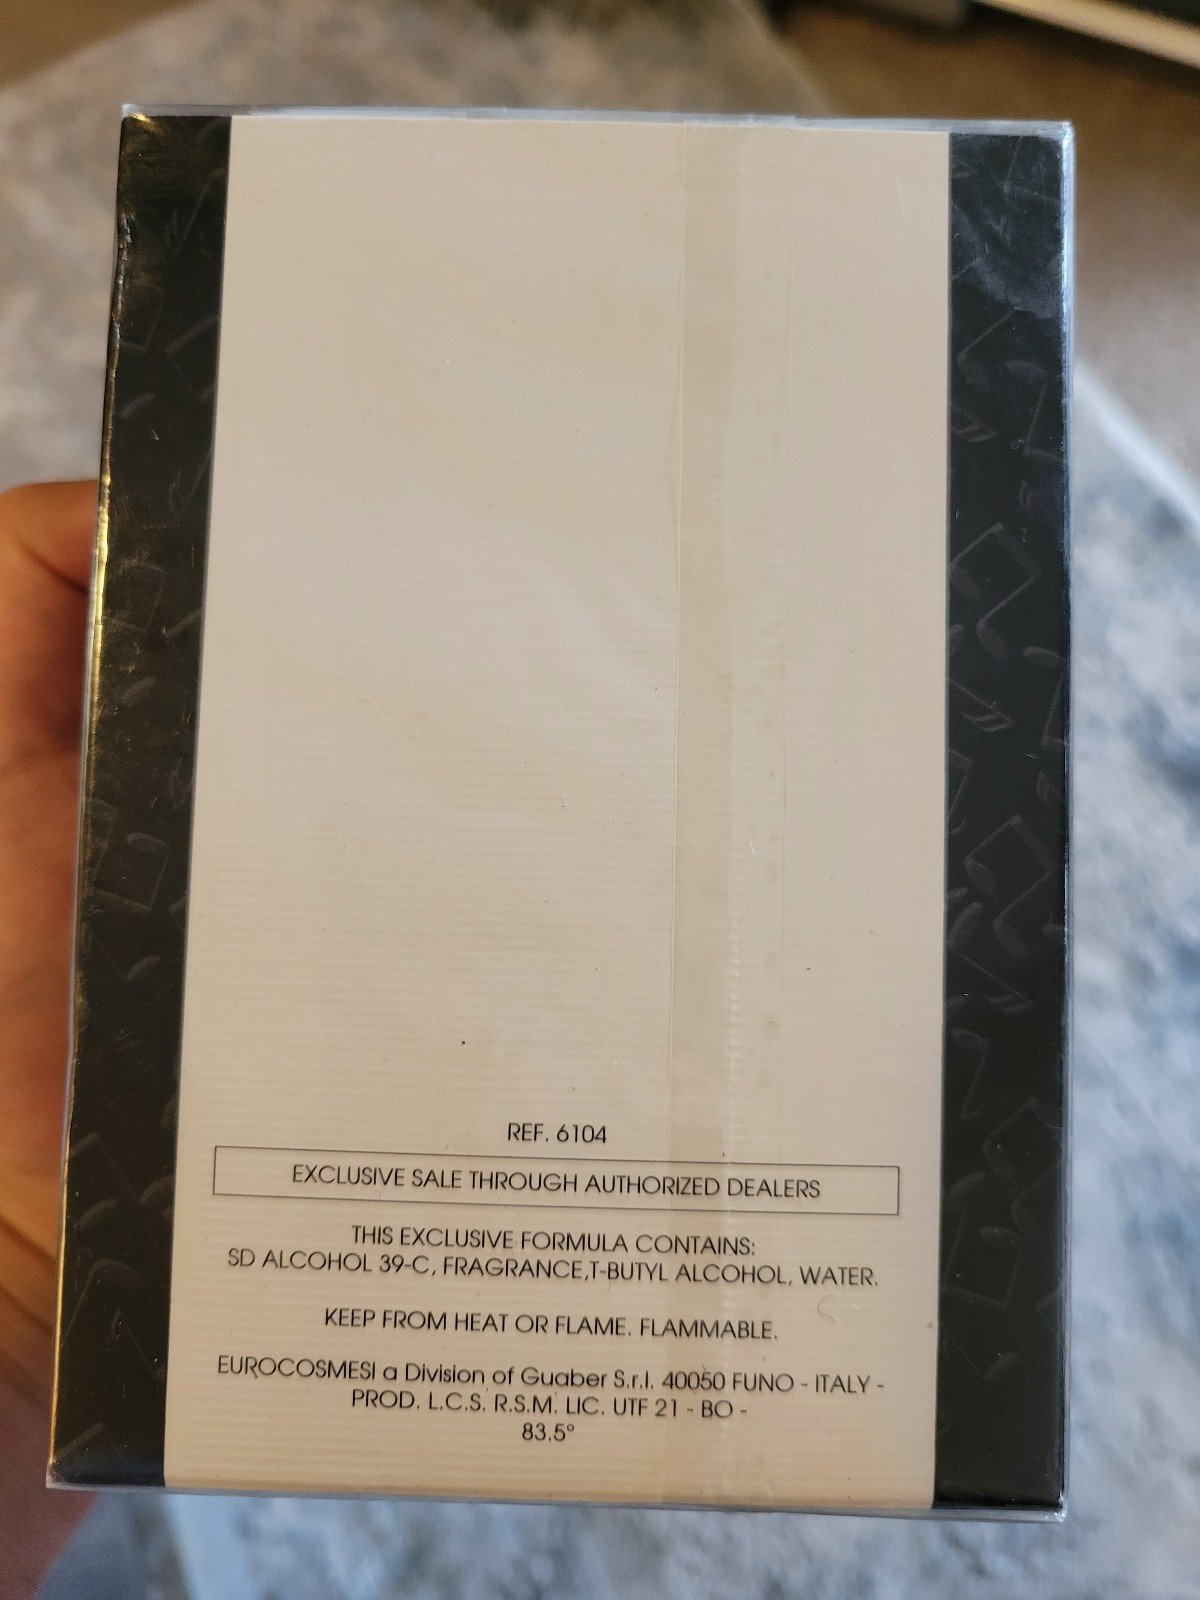 REF. 6104
EXCLUSIVE SALE THROUGH AUTHORIZED DEALERS
THIS EXCLUSIVE FORMULA CONTAINS:
SD ALCOHOL 39-C, FRAGRANCE,T-BUTYL ALCOHOL, WATER.
KEEP FROM HEAT OR FLAME. FLAMMABLE.
EUROCOSMESI a Division of Guaber S.r.l. 40050 FUNO - ITALY -
PROD. L.C.S. R.S.M. LIC. UTF 21 - BO -
83.5°